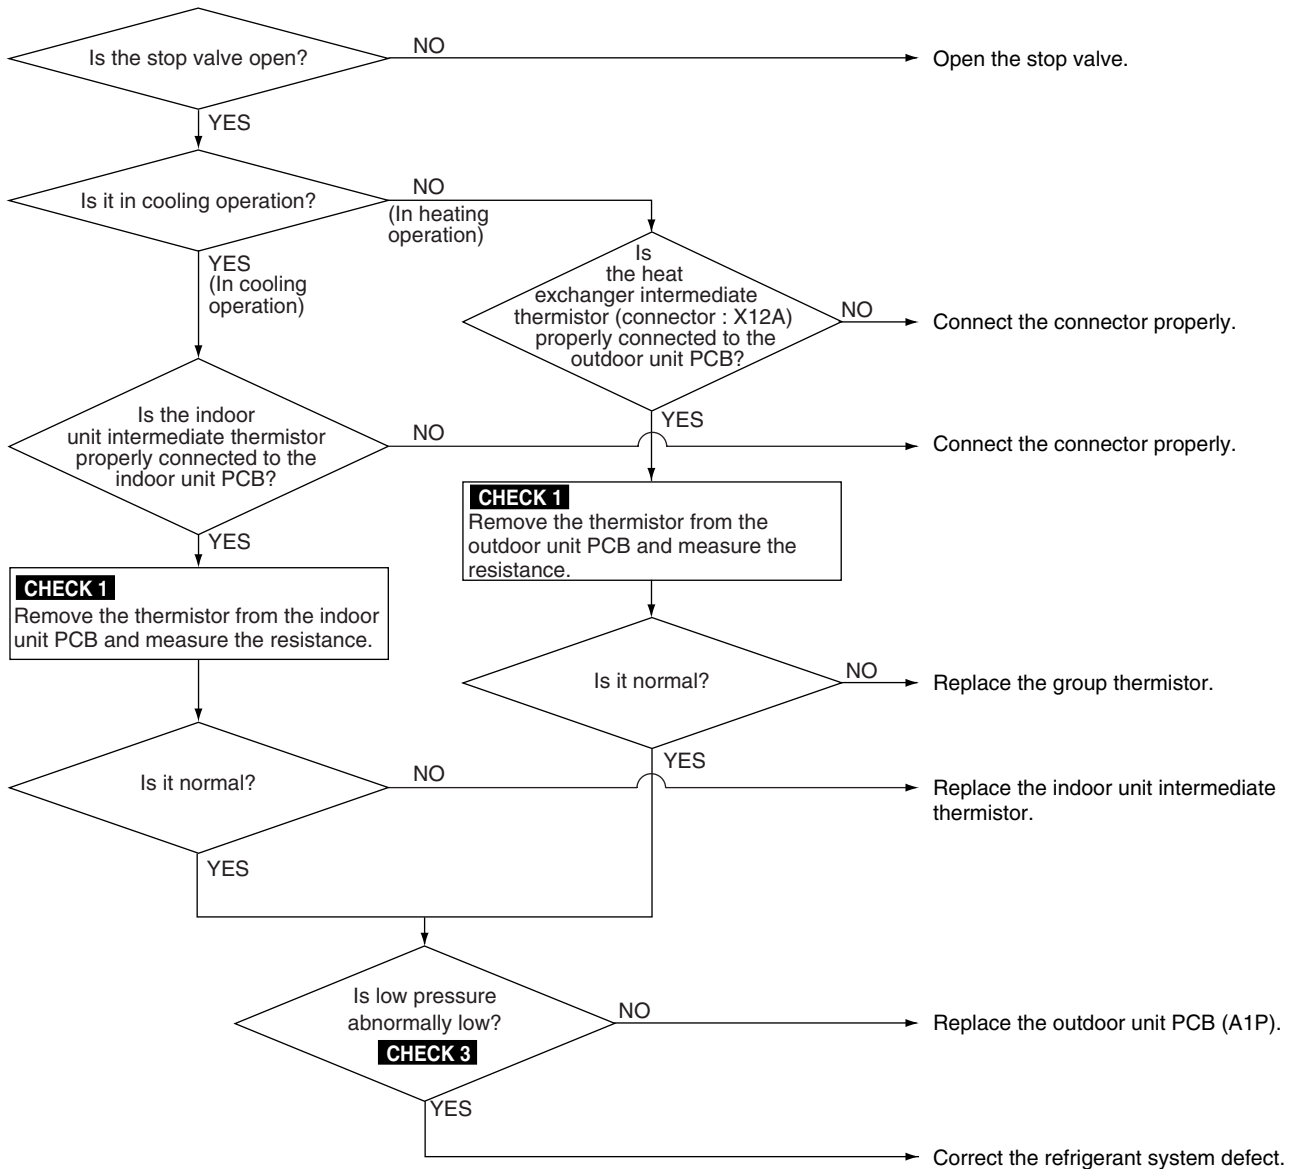 Is the stop valve open?
NO
Open the stop valve.
YES
Is it in cooling operation?
NO
(In heating
operation)
YES
(In cooling
operation)
Is
the heat
exchanger intermediate
thermistor (connector : X12A)
properly connected to the
outdoor unit PCB?
NO
Connect the connector properly.
YES
Is the indoor
unit intermediate thermistor
properly connected to the
indoor unit PCB?
NO
Connect the connector properly.
YES
CHECK 1
Remove the thermistor from the
outdoor unit PCB and measure the
resistance.
CHECK 1
Remove the thermistor from the indoor
unit PCB and measure the resistance.
Is it normal?
NO
Replace the group thermistor.
YES
Is it normal?
NO
Replace the indoor unit intermediate
thermistor.
YES
Is low pressure
abnormally low?
CHECK 3
NO
Replace the outdoor unit PCB (A1P).
YES
Correct the refrigerant system defect.